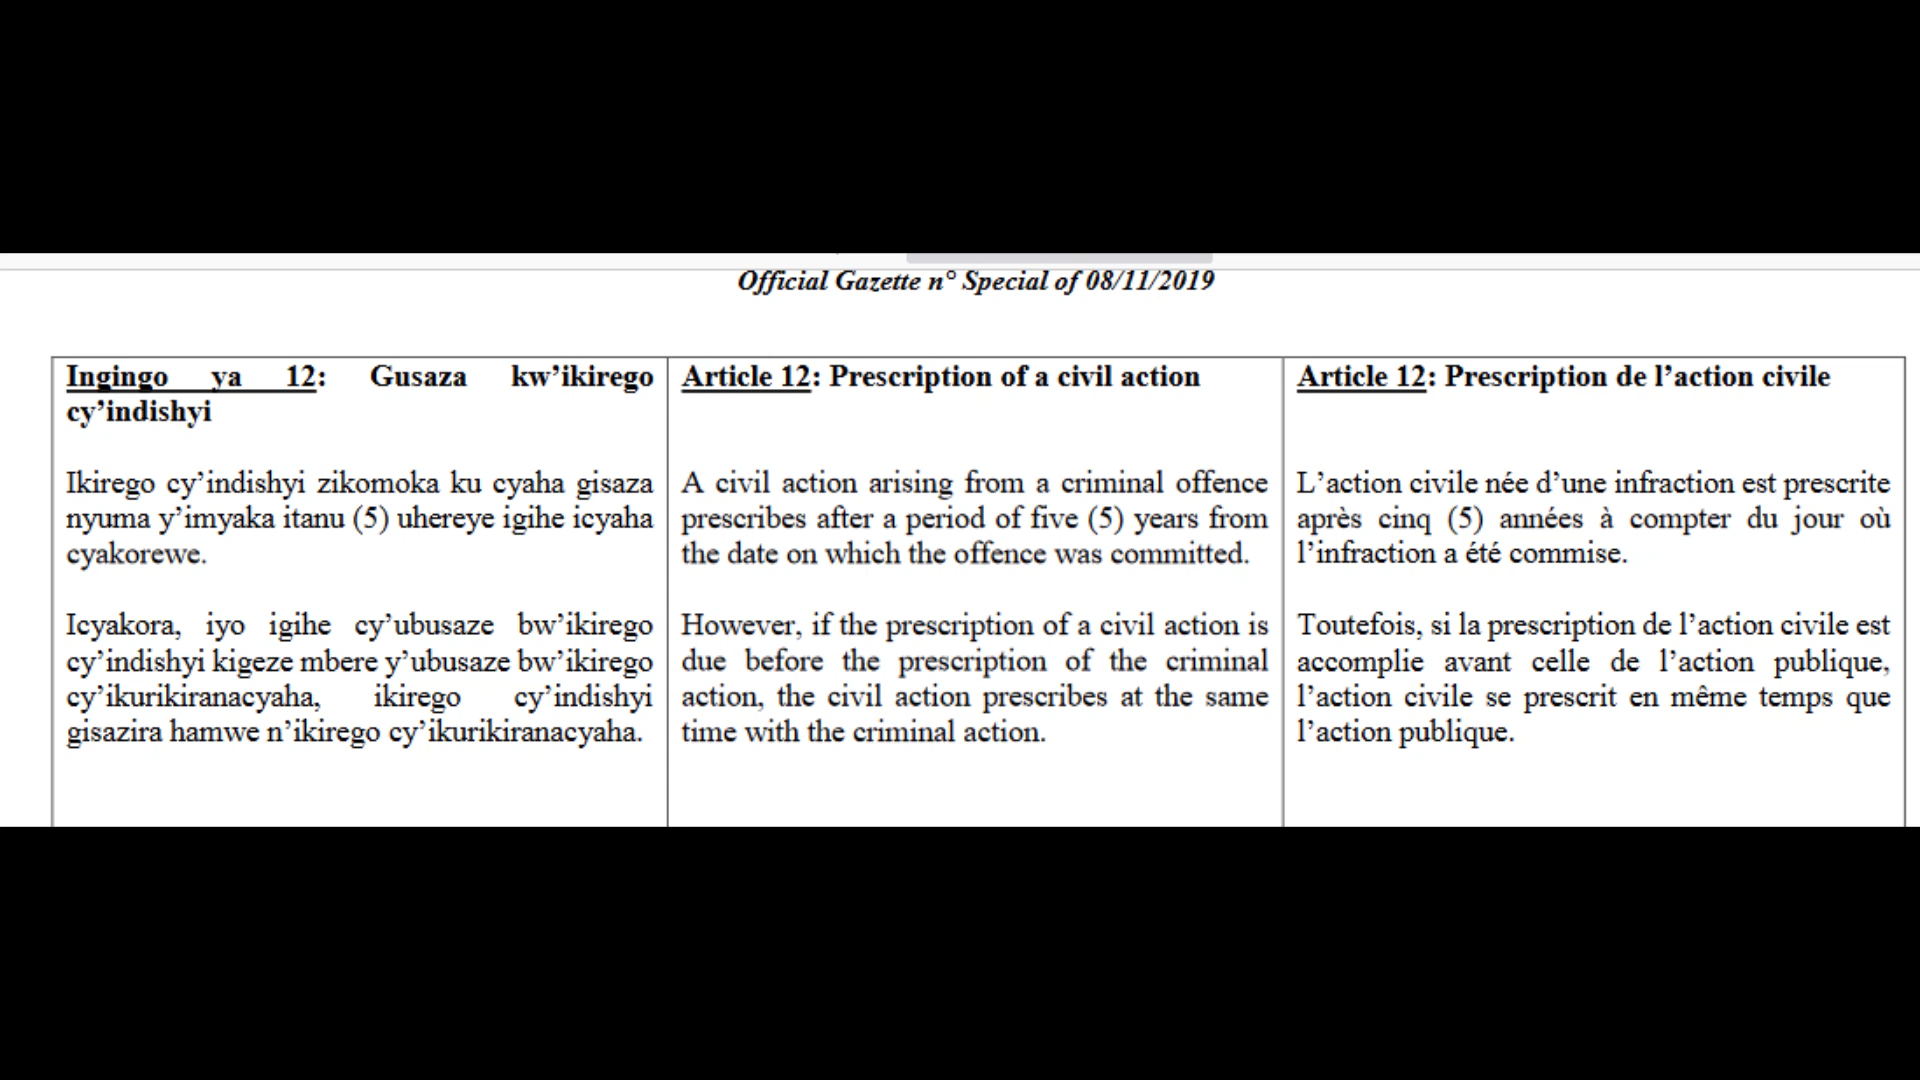 Official Gazette n° Special of 08/11/2019
Ingingo ya 12: Gusaza kw’ikirego
cy’indishyi
Ikirego cy’indishyi zikomoka ku cyaha gisaza
nyuma y’imyaka itanu (5) uhereye igihe icyaha
cyakorewe.
Icyakora, iyo igihe cy’ubusaze bw’ikirego
cy’indishyi kigeze mbere y’ubusaze bw’ikirego
cy’ikurikiranacyaha, ikirego cy’indishyi
gisazira hamwe n’ikirego cy’ikurikiranacyaha.
Article 12: Prescription of a civil action
A civil action arising from a criminal offence
prescribes after a period of five (5) years from
the date on which the offence was committed.
However, if the prescription of a civil action is
due before the prescription of the criminal
action, the civil action prescribes at the same
time with the criminal action.
Article 12: Prescription de l’action civile
L’action civile née d’une infraction est prescrite
après cinq (5) années à compter du jour où
l’infraction a été commise.
Toutefois, si la prescription de l’action civile est
accomplie avant celle de l’action publique,
l’action civile se prescrit en même temps que
l’action publique.